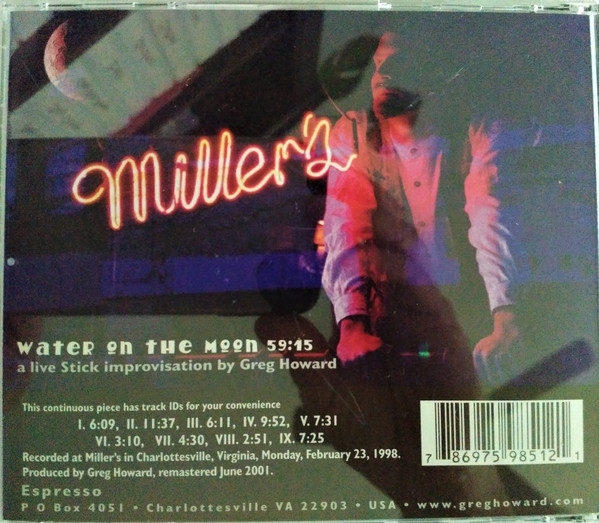 Miller's
Water on the Moon 59:15
a live Stick improvisation by Greg Howard
This continuous piece has track IDs for your convenience
I. 6:09, II. 11:37, III. 6:11, IV. 9:52, V. 7:31
VI. 3:10, VII. 4:30, VIII. 2:51, IX. 7:25
Recorded at Miller's in Charlottesville, Virginia, Monday, February 23, 1998.
Produced by Greg Howard, remastered June 2001.
7 86975 98512 1
Espresso
PO Box 4051 • Charlottesville VA 22903 • USA • www.greghoward.com